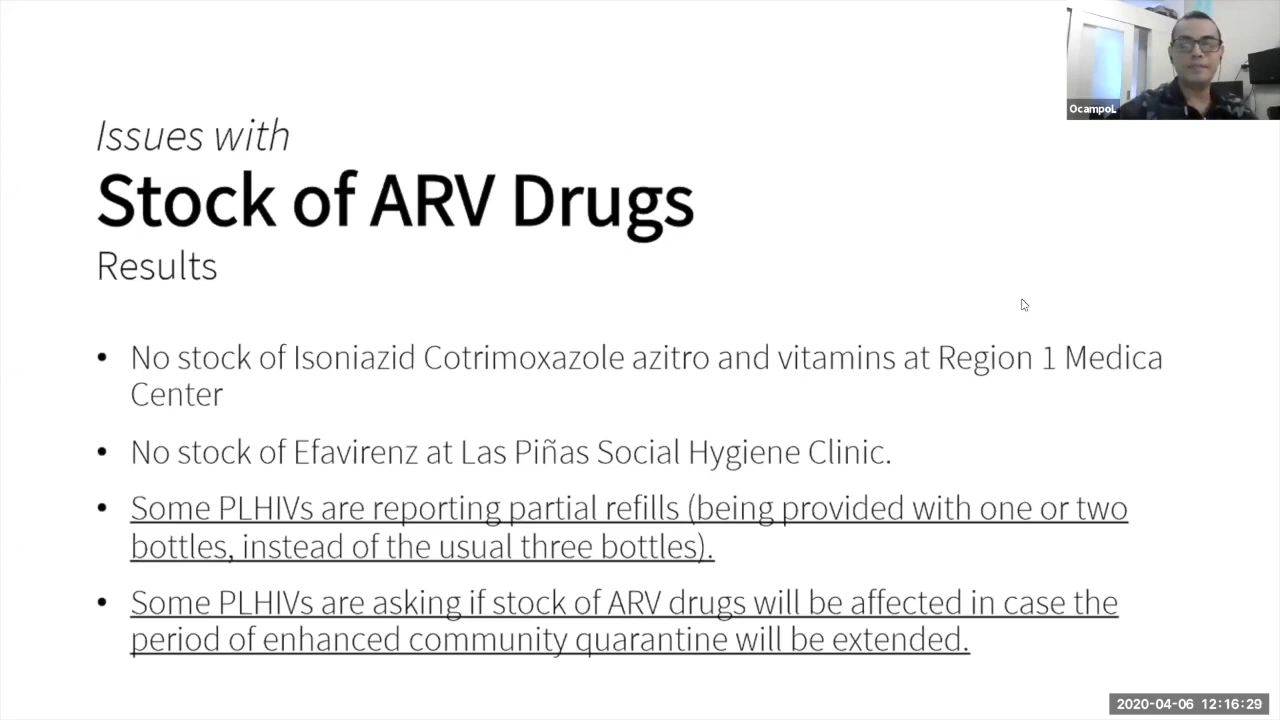 OcampoL
Issues with
Stock of ARV Drugs
Results
• No stock of Isoniazid Cotrimoxazole azitro and vitamins at Region 1 Medica
Center
• No stock of Efavirenz at Las Piñas Social Hygiene Clinic.
• Some PLHIVs are reporting partial refills (being provided with one or two
bottles, instead of the usual three bottles).
• Some PLHIVs are asking if stock of ARV drugs will be affected in case the
period of enhanced community quarantine will be extended.
2020-04-06 12:16:29